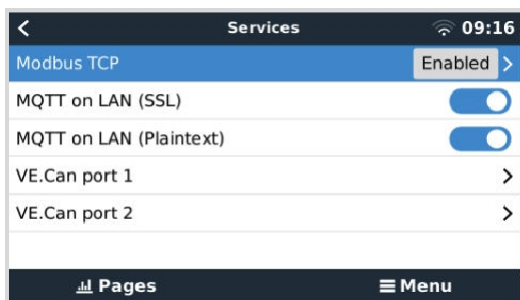 Services 09:16
Modbus TCP Enabled
MQTT on LAN (SSL)
MQTT on LAN (Plaintext)
VE.Can port 1
VE.Can port 2
Pages Menu